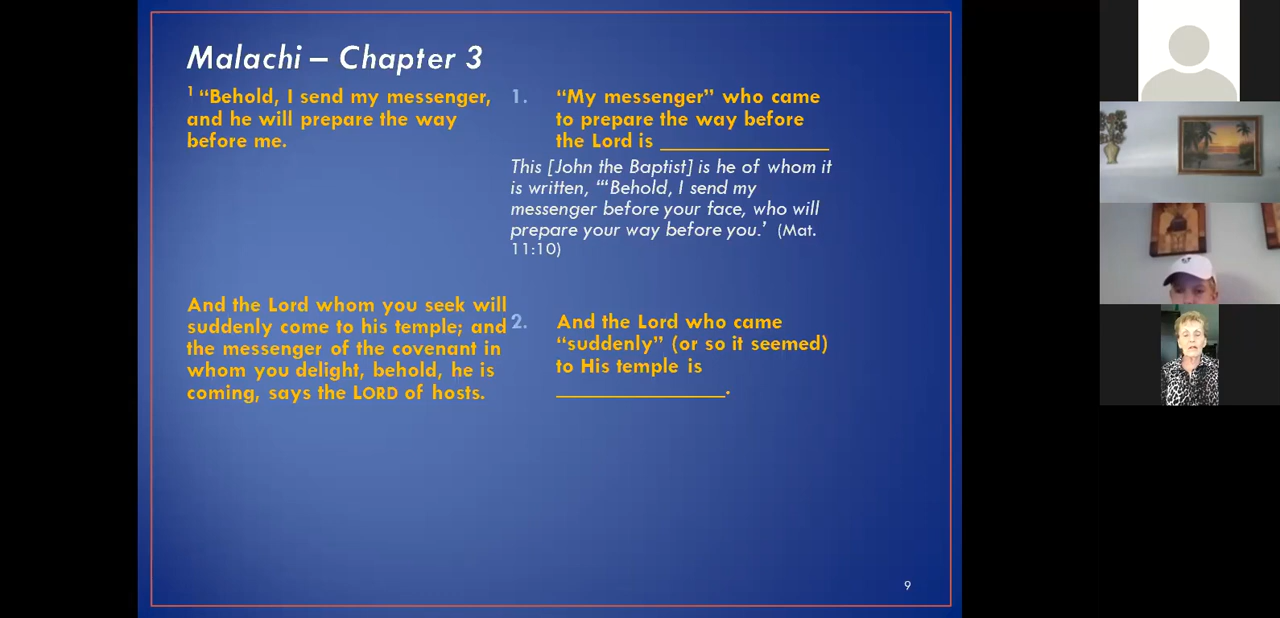 Malachi – Chapter 3
1 “Behold, I send my messenger,
and he will prepare the way
before me.
And the Lord whom you seek will
suddenly come to his temple; and
the messenger of the covenant in
whom you delight, behold, he is
coming, says the LORD of hosts.
1. “My messenger” who came
to prepare the way before
the Lord is _______________
This [John the Baptist] is he of whom it
is written, “‘Behold, I send my
messenger before your face, who will
prepare your way before you.’ (Mat.
11:10)
2. And the Lord who came
“suddenly” (or so it seemed)
to His temple is
_______________.
9